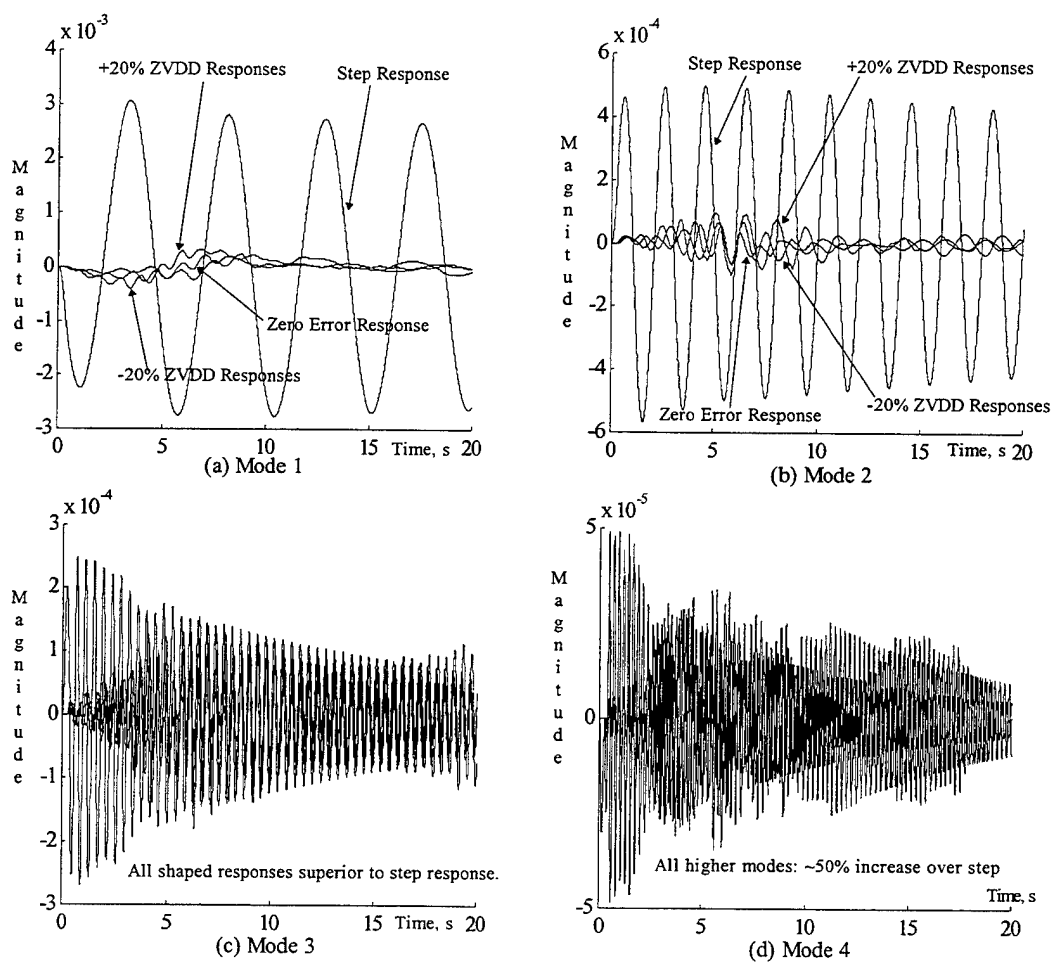 x 10-3
4
3
2
1
0
-1
-2
-3
Magnitude
+20% ZVDD Responses
Step Response
Zero Error Response
-20% ZVDD Responses
0 5 10 15 Time, s 20
(a) Mode 1
x 10-4
6
4
2
0
-2
-4
-6
Magnitude
Step Response
+20% ZVDD Responses
Zero Error Response
-20% ZVDD Responses
0 5 10 15 Time, s 20
(b) Mode 2
x 10-4
3
2
1
0
-1
-2
-3
Magnitude
All shaped responses superior to step response.
0 5 10 15 Time, s 20
(c) Mode 3
x 10-5
5
0
-5
Magnitude
All higher modes: ~50% increase over step
Time, s
0 5 10 15 20
(d) Mode 4